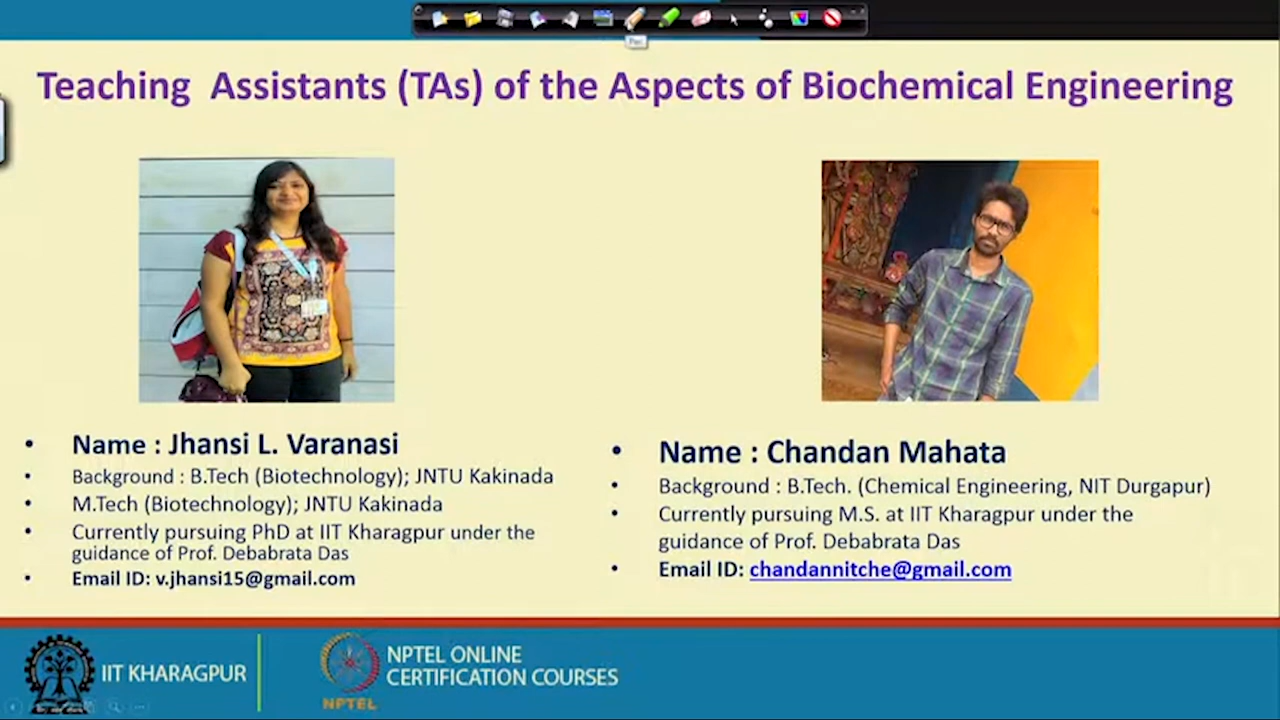 Pen
Teaching Assistants (TAs) of the Aspects of Biochemical Engineering
• Name : Jhansi L. Varanasi
• Background : B.Tech (Biotechnology); JNTU Kakinada
• M.Tech (Biotechnology); JNTU Kakinada
• Currently pursuing PhD at IIT Kharagpur under the
guidance of Prof. Debabrata Das
• Email ID: v.jhansi15@gmail.com
• Name : Chandan Mahata
• Background : B.Tech. (Chemical Engineering, NIT Durgapur)
• Currently pursuing M.S. at IIT Kharagpur under the
guidance of Prof. Debabrata Das
• Email ID: chandannitche@gmail.com
IIT KHARAGPUR
NPTEL
NPTEL ONLINE
CERTIFICATION COURSES